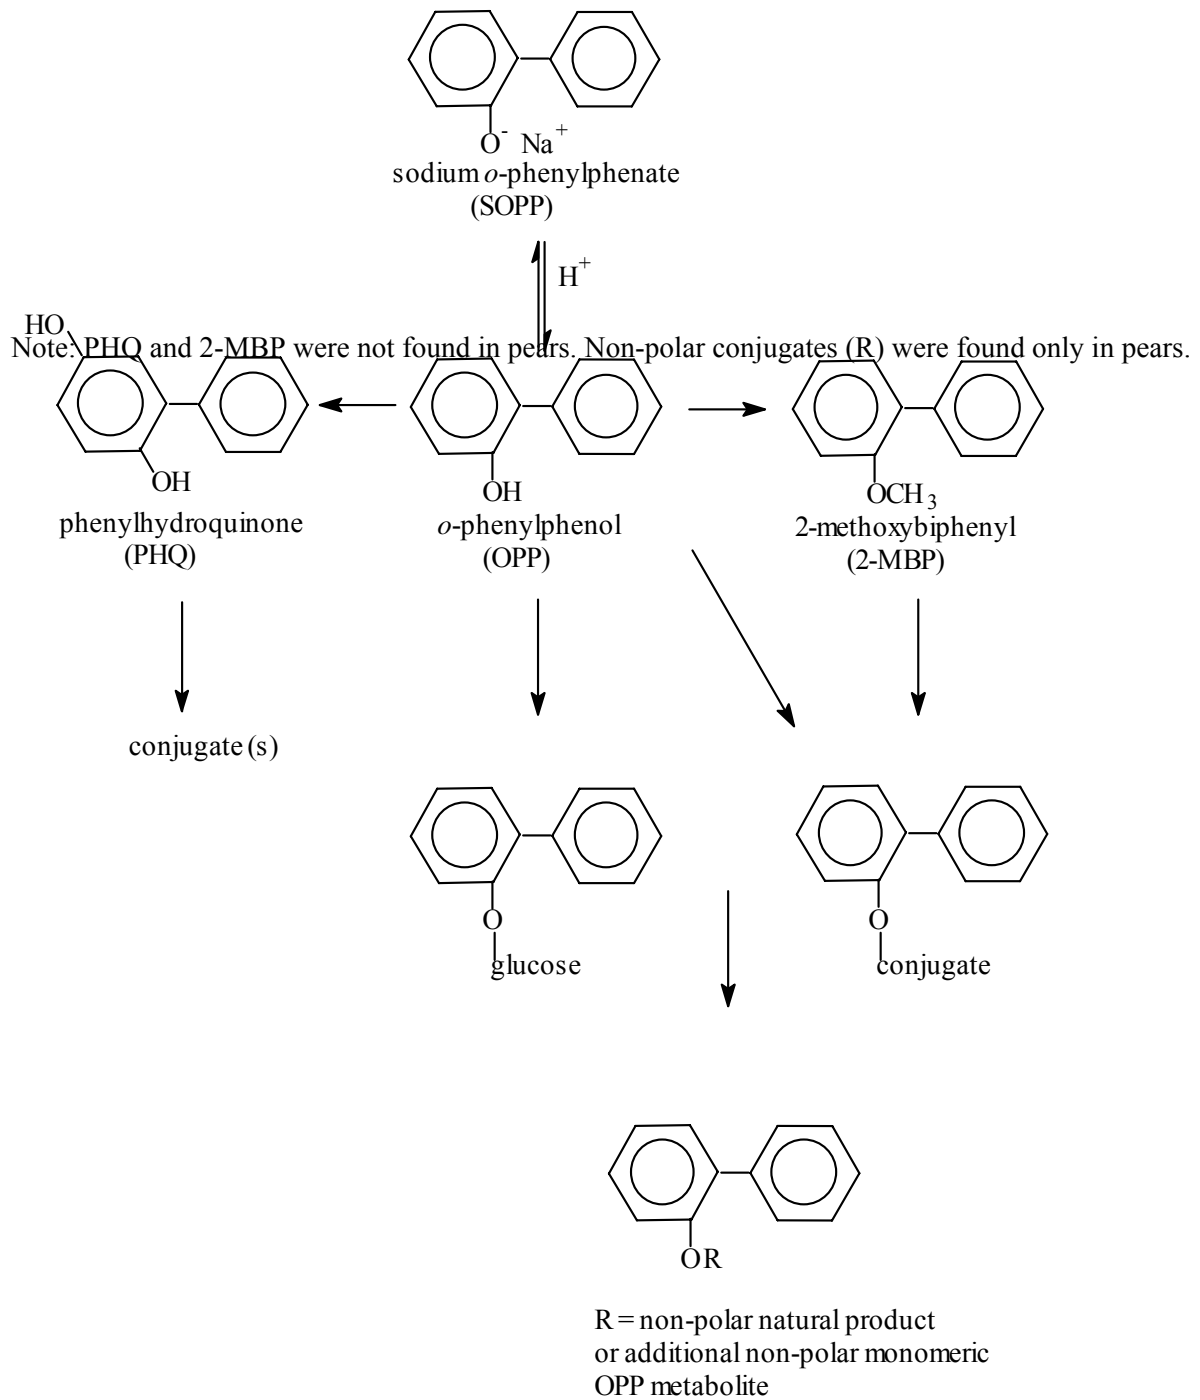 O- Na+
sodium o-phenylphenate
(SOPP)
H+
HO
Note: PHQ and 2-MBP were not found in pears. Non-polar conjugates (R) were found only in pears.
OH
phenylhydroquinone
(PHQ)
OH
o-phenylphenol
(OPP)
OCH3
2-methoxybiphenyl
(2-MBP)
conjugate(s)
O
glucose
O
conjugate
OR
R = non-polar natural product
or additional non-polar monomeric
OPP metabolite